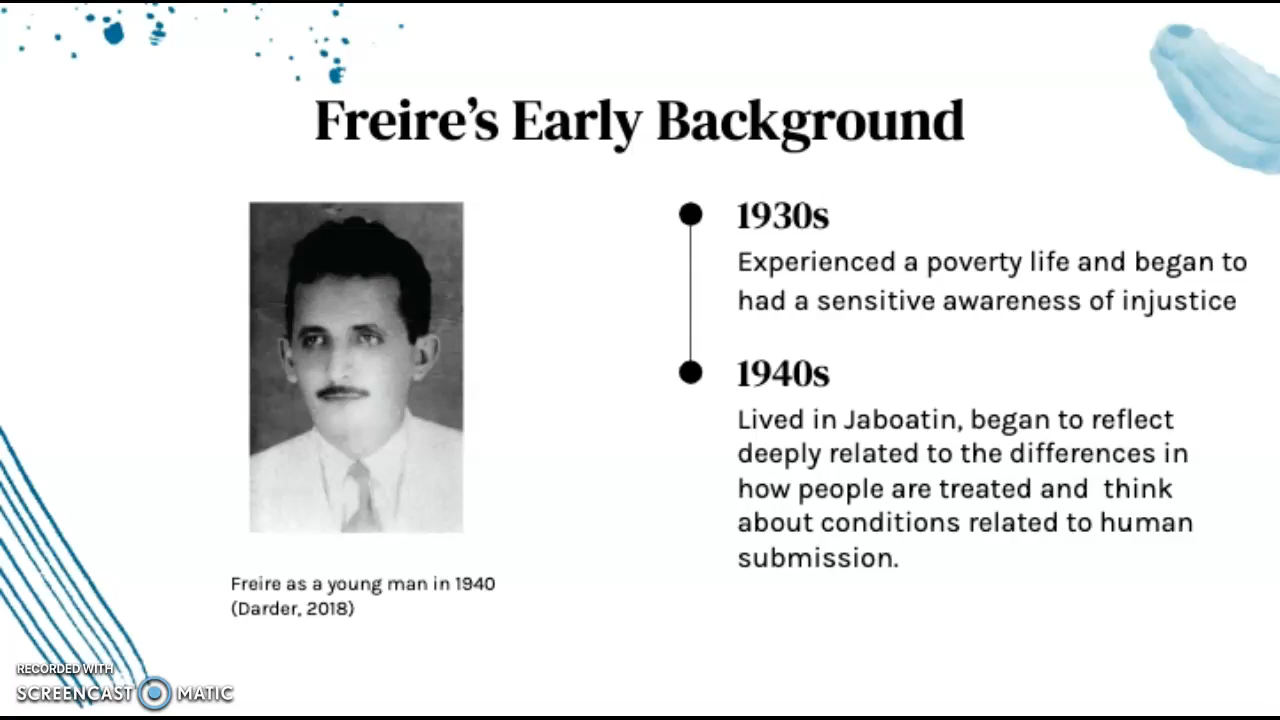 Freire's Early Background
1930s
Experienced a poverty life and began to
had a sensitive awareness of injustice
1940s
Lived in Jaboatin, began to reflect
deeply related to the differences in
how people are treated and  think
about conditions related to human
submission.
Freire as a young man in 1940
(Darder, 2018)
RECORDED WITH
SCREENCAST MATIC